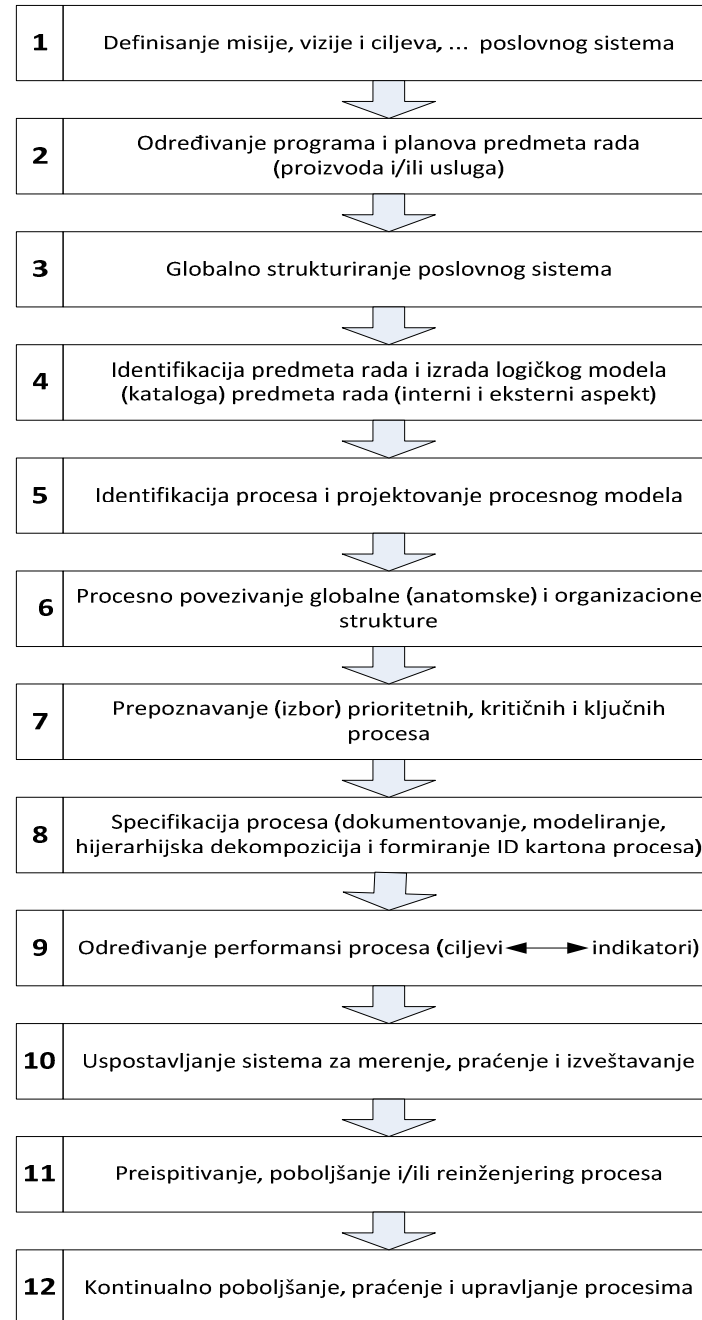 1 Definisanje misije, vizije i ciljeva, ... poslovnog sistema
2 Određivanje programa i planova predmeta rada
(proizvoda i/ili usluga)
3 Globalno strukturiranje poslovnog sistema
4 Identifikacija predmeta rada i izrada logičkog modela
(kataloga) predmeta rada (interni i eksterni aspekt)
5 Identifikacija procesa i projektovanje procesnog modela
6 Procesno povezivanje globalne (anatomske) i organizacione
strukture
7 Prepoznavanje (izbor) prioritetnih, kritičnih i ključnih
procesa
8 Specifikacija procesa (dokumentovanje, modeliranje,
hijerarhijska dekompozicija i formiranje ID kartona procesa)
9 Određivanje performansi procesa (ciljevi ◄─► indikatori)
10 Uspostavljanje sistema za merenje, praćenje i izveštavanje
11 Preispitivanje, poboljšanje i/ili reinženjering procesa
12 Kontinualno poboljšanje, praćenje i upravljanje procesima